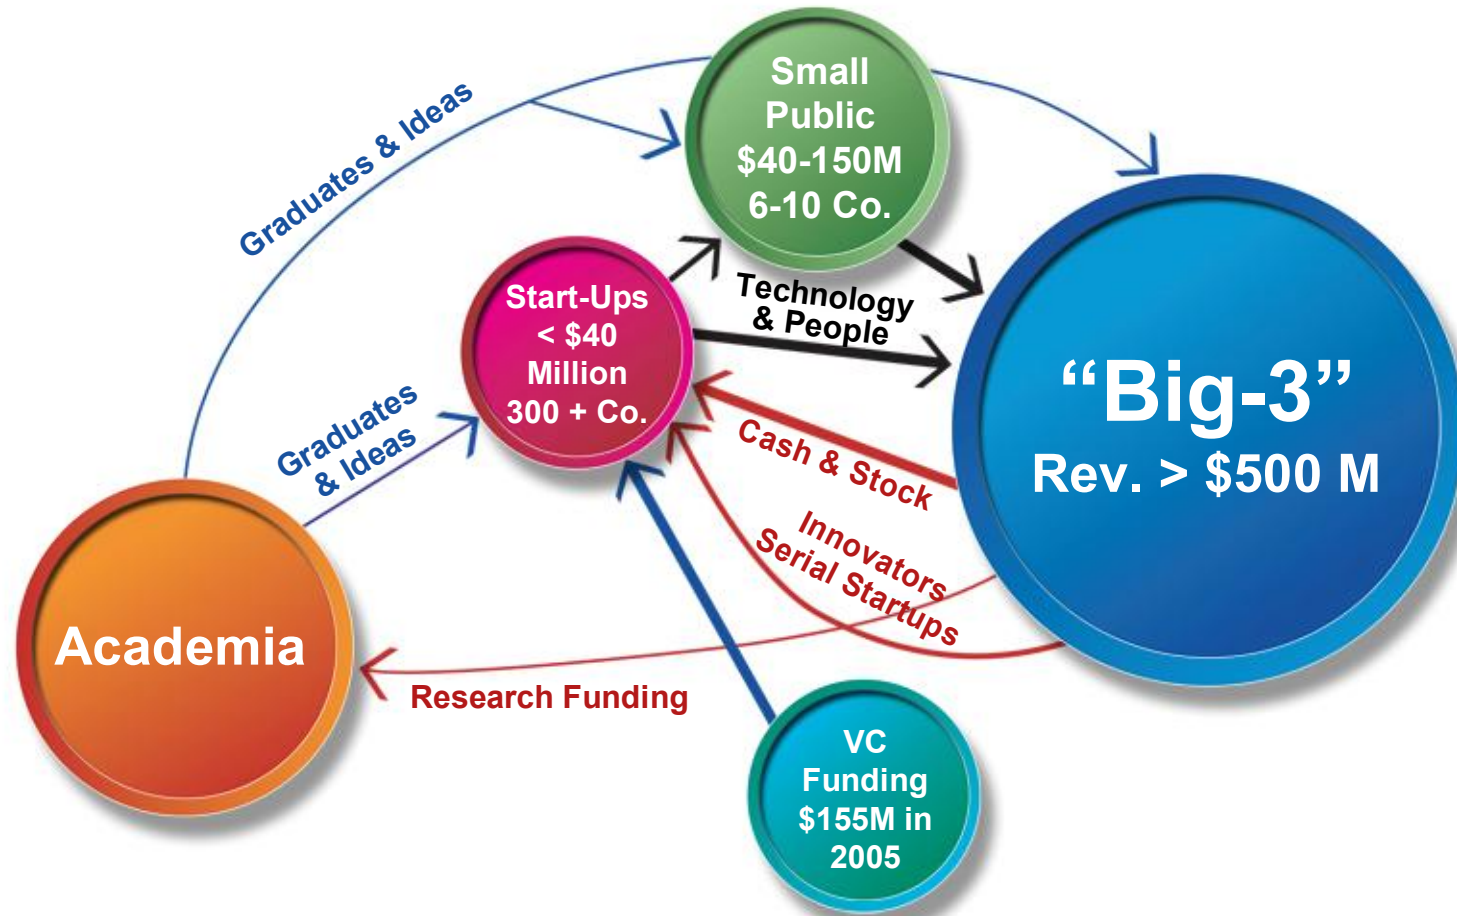 Small
Public
$40-150M
6-10 Co.
Graduates & Ideas
Start-Ups
< $40
Million
300 + Co.
Technology
& People
“Big-3”
Rev. > $500 M
Graduates
& Ideas
Cash & Stock
Innovators
Serial Startups
Academia
Research Funding
VC
Funding
$155M in
2005